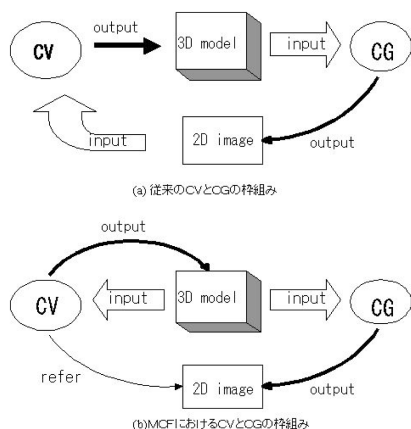 output
CV
3D model
input
CG
input
2D image
output
(a) 従来のCVとCGの枠組み
output
CV
input
3D model
input
CG
refer
2D image
output
(b)MCFにおけるCVとCGの枠組み